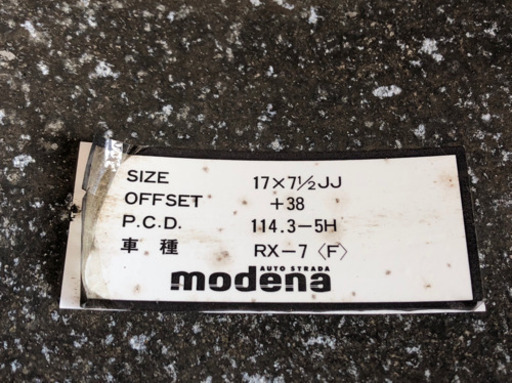 SIZE 17×7½JJ
OFFSET +38
P.C.D. 114.3-5H
車種 RX-7〈F〉
AUTO STRADA
modena